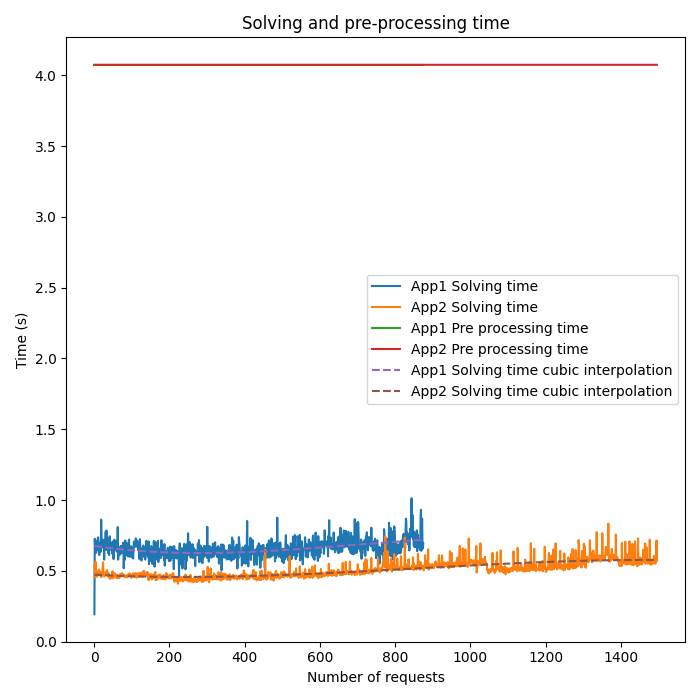 Solving and pre-processing time
4.0
3.5
3.0
2.5
2.0
1.5
1.0
0.5
0.0
Time (s)
App1 Solving time
App2 Solving time
App1 Pre processing time
App2 Pre processing time
App1 Solving time cubic interpolation
App2 Solving time cubic interpolation
0 200 400 600 800 1000 1200 1400
Number of requests